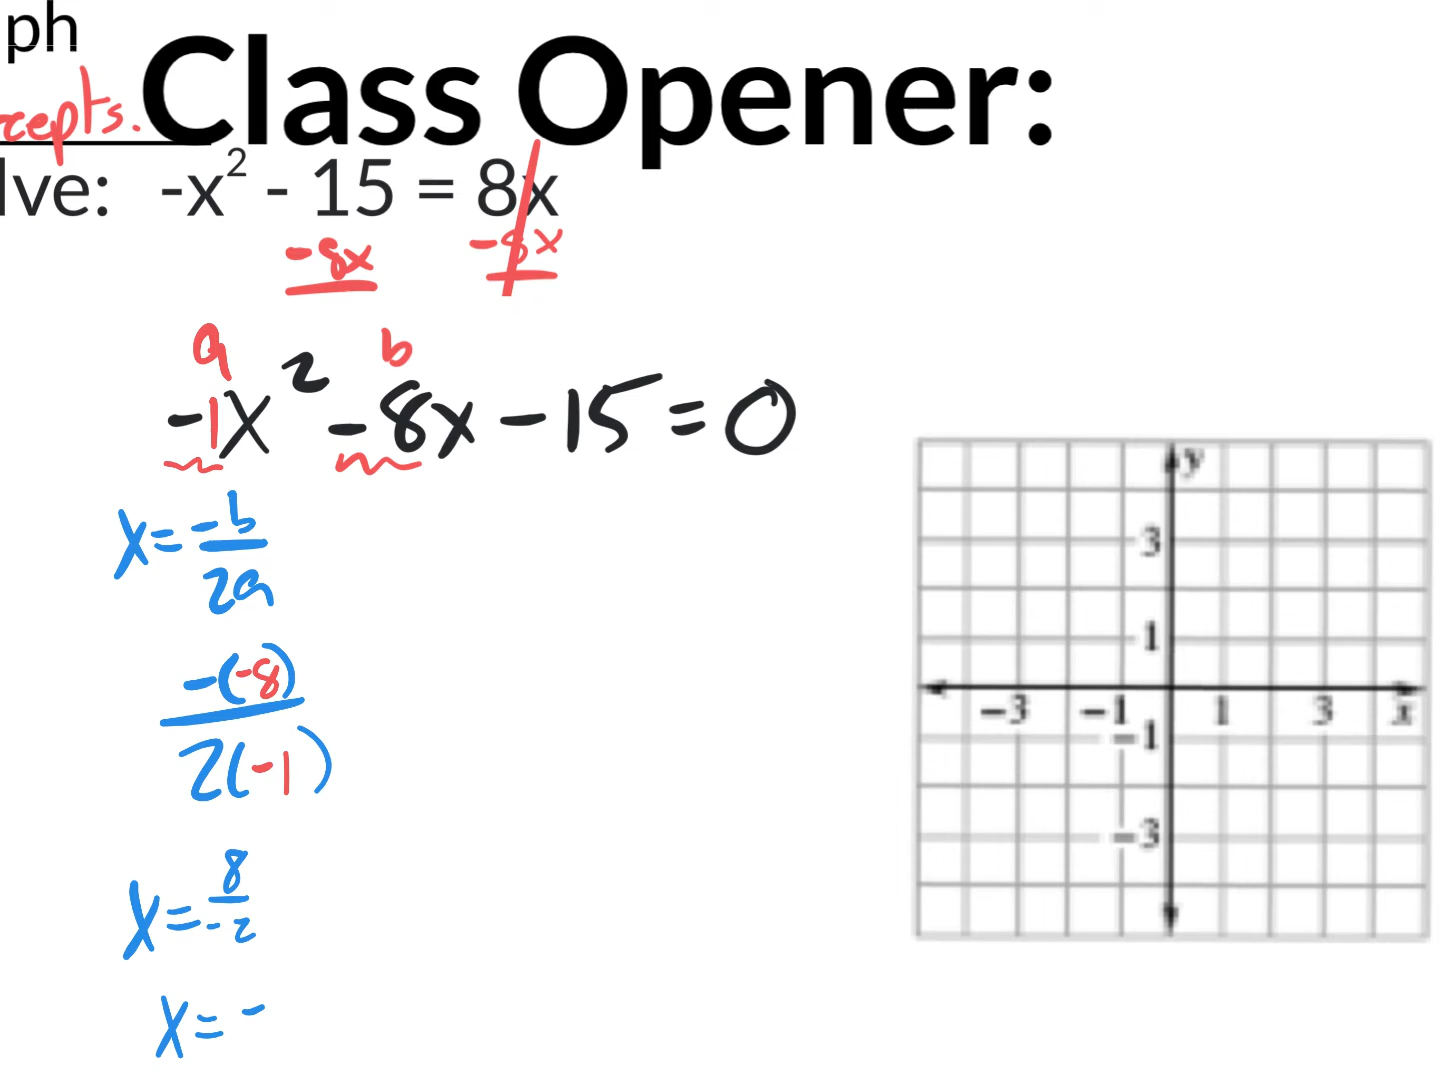 ph
Class Opener:
cepts.
lve: -x² - 15 = 8x
-8x -8x
a b
-1x² - 8x - 15 = 0
x = -b/2a
-(-8)/2(-1)
x = 8/-2
x = -
y
3
1
-3 -1 1 3 x
-1
-3